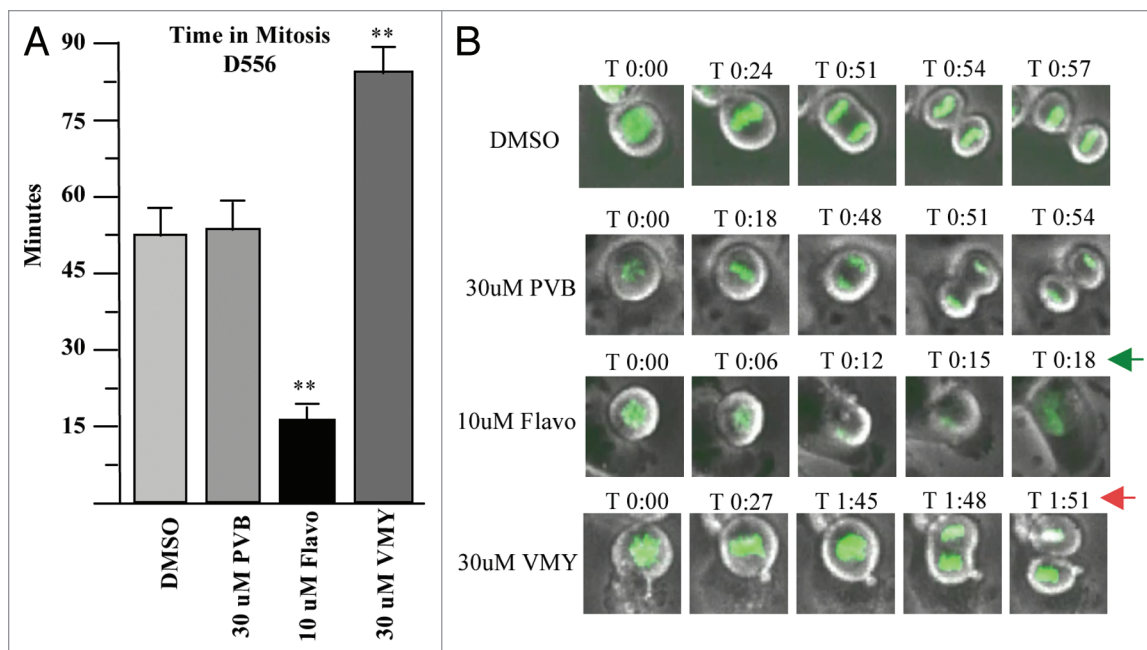 A
Time in Mitosis
D556
**
**
90
75
60
45
30
15
Minutes
DMSO
30 uM PVB
10 uM Flavo
30 uM VMY
B
T 0:00 T 0:24 T 0:51 T 0:54 T 0:57
DMSO
T 0:00 T 0:18 T 0:48 T 0:51 T 0:54
30uM PVB
T 0:00 T 0:06 T 0:12 T 0:15 T 0:18
10uM Flavo
T 0:00 T 0:27 T 1:45 T 1:48 T 1:51
30uM VMY